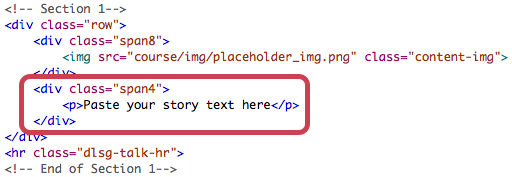 <!-- Section 1-->
<div class="row">
    <div class="span8">
        <img src="course/img/placeholder_img.png" class="content-img">
    </div>
    <div class="span4">
        <p>Paste your story text here</p>
    </div>
</div>
<hr class="dlsg-talk-hr">
<!-- End of Section 1-->